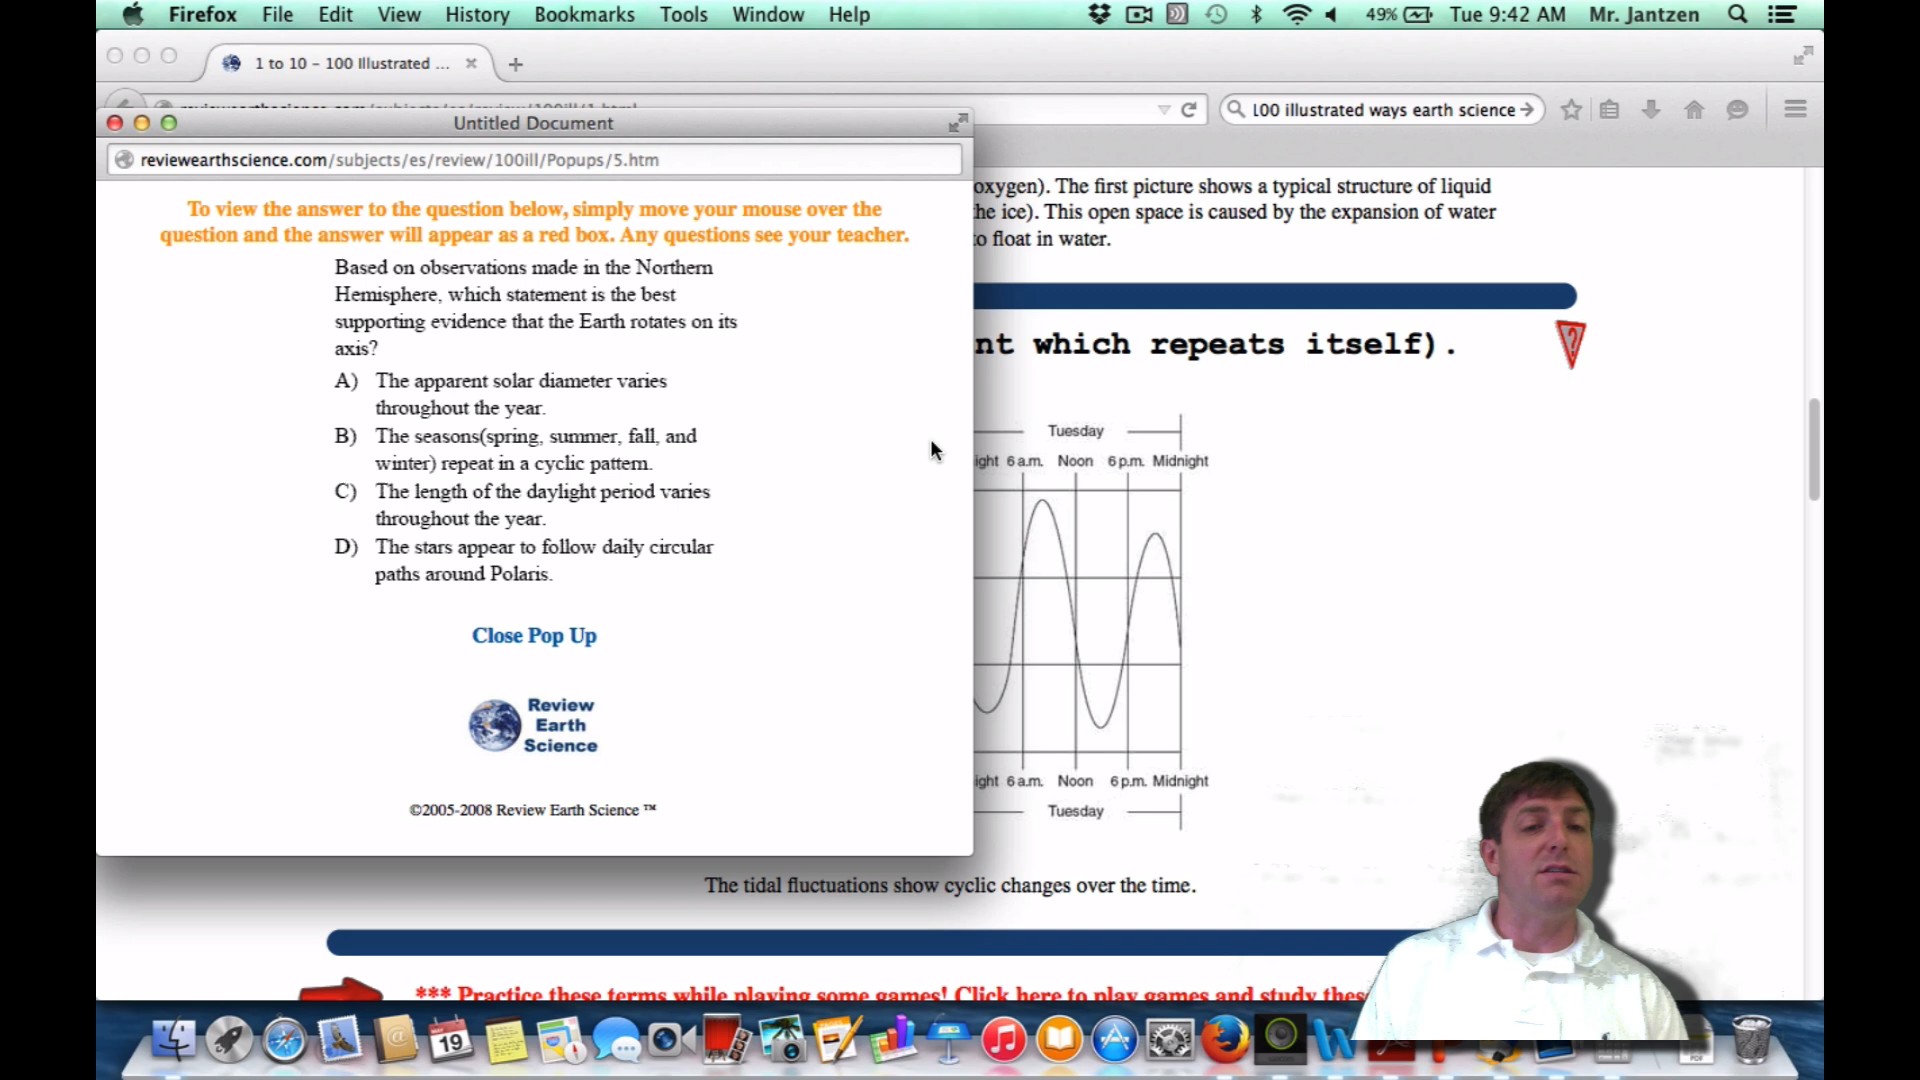 Firefox File Edit View History Bookmarks Tools Window Help 49% Tue 9:42 AM Mr. Jantzen
1 to 10 - 100 Illustrated ...
100 illustrated ways earth science
Untitled Document
reviewearthscience.com/subjects/es/review/100ill/Popups/5.htm
To view the answer to the question below, simply move your mouse over the
question and the answer will appear as a red box. Any questions see your teacher.
Based on observations made in the Northern
Hemisphere, which statement is the best
supporting evidence that the Earth rotates on its
axis?
A) The apparent solar diameter varies
throughout the year.
B) The seasons(spring, summer, fall, and
winter) repeat in a cyclic pattern.
C) The length of the daylight period varies
throughout the year.
D) The stars appear to follow daily circular
paths around Polaris.
Close Pop Up
Review
Earth
Science
©2005-2008 Review Earth Science ™
oxygen). The first picture shows a typical structure of liquid
he ice). This open space is caused by the expansion of water
o float in water.
nt which repeats itself).
?
Tuesday
ight 6 a.m. Noon 6 p.m. Midnight
ight 6 a.m. Noon 6 p.m. Midnight
Tuesday
The tidal fluctuations show cyclic changes over the time.
*** Practice these terms while playing some games! Click here to play games and study thes
MAY
19
PDF